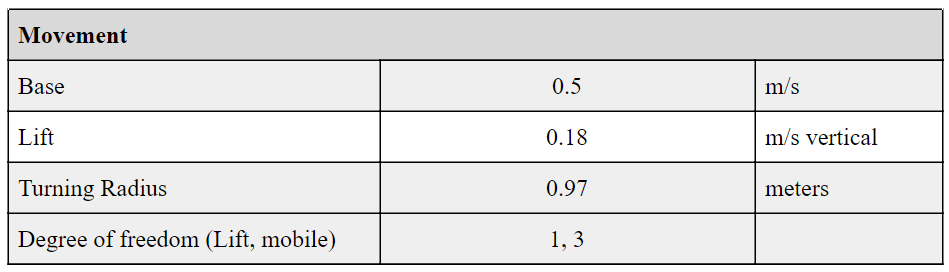 Movement
Base 0.5 m/s
Lift 0.18 m/s vertical
Turning Radius 0.97 meters
Degree of freedom (Lift, mobile) 1, 3